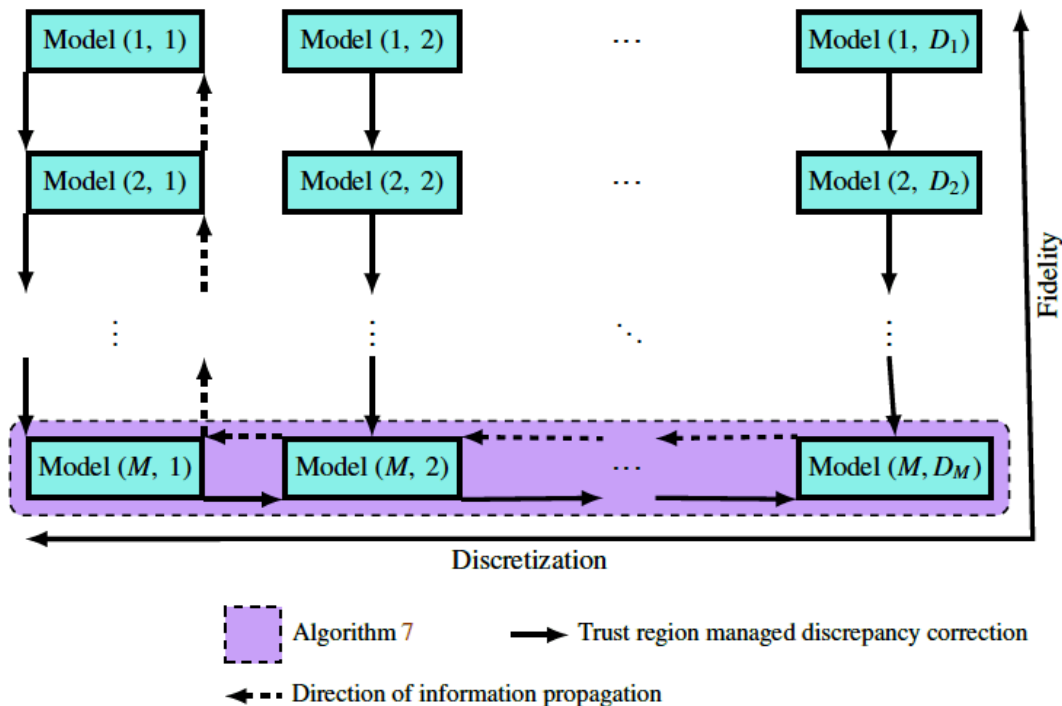 Model (1, 1) Model (1, 2) ⋯ Model (1, D₁)
Model (2, 1) Model (2, 2) ⋯ Model (2, D₂)
⋮ ⋮ ⋱ ⋮
Fidelity
Model (M, 1) Model (M, 2) ⋯ Model (M, D_M)
Discretization
Algorithm 7 Trust region managed discrepancy correction
Direction of information propagation